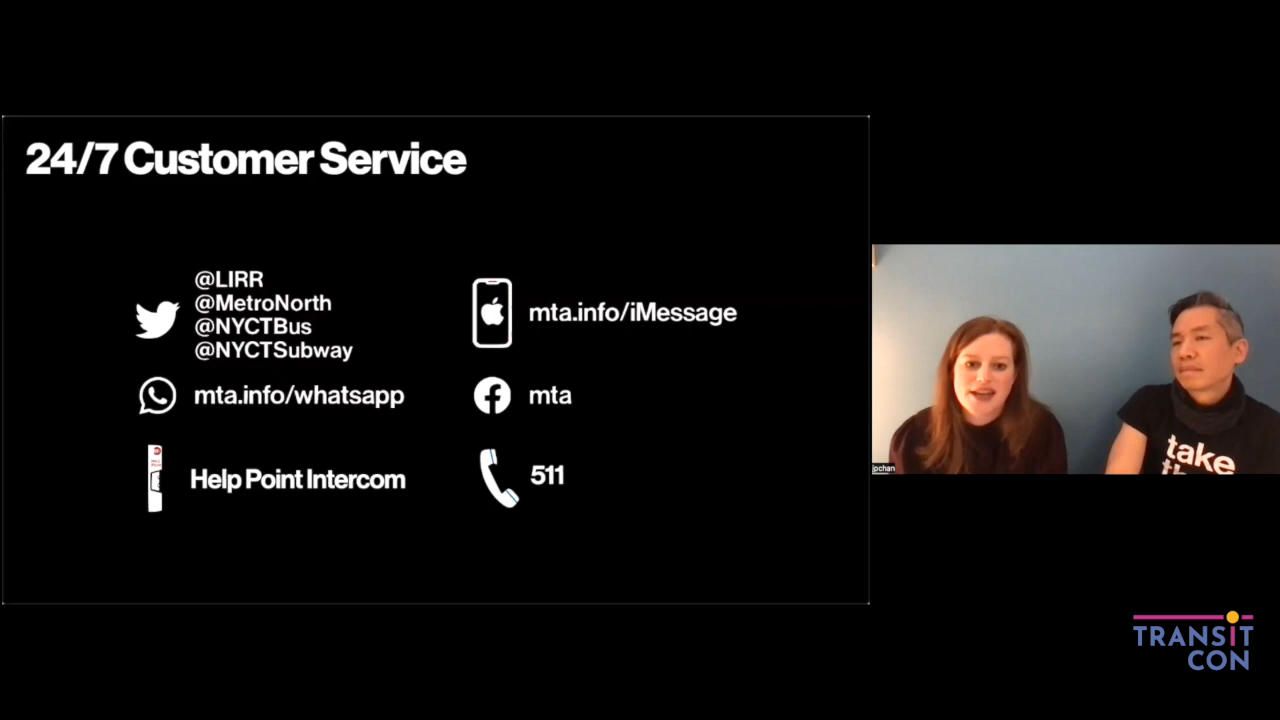 24/7 Customer Service
@LIRR
@MetroNorth
@NYCTBus
@NYCTSubway
mta.info/iMessage
mta.info/whatsapp
mta
Help Point Intercom
511
jpchan
take
TRANSIT
CON